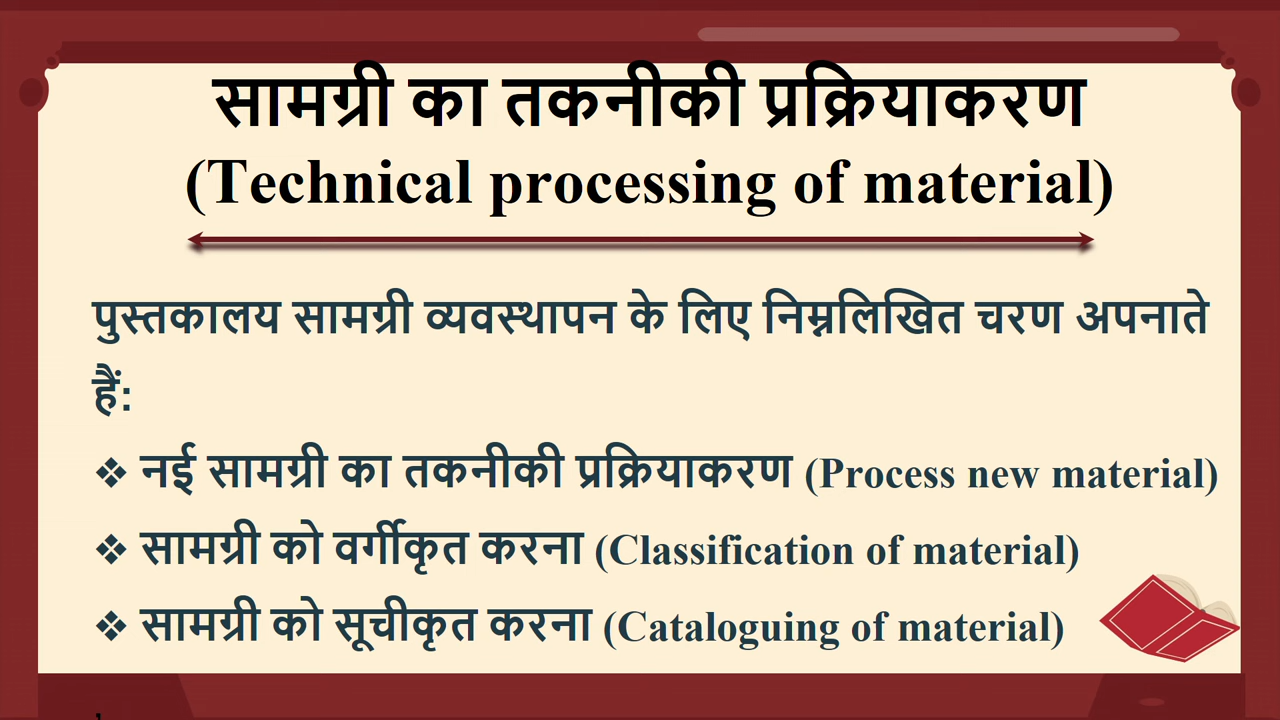 सामग्री का तकनीकी प्रक्रियाकरण
(Technical processing of material)
पुस्तकालय सामग्री व्यवस्थापन के लिए निम्नलिखित चरण अपनाते
हैं:
❖ नई सामग्री का तकनीकी प्रक्रियाकरण (Process new material)
❖ सामग्री को वर्गीकृत करना (Classification of material)
❖ सामग्री को सूचीकृत करना (Cataloguing of material)
,